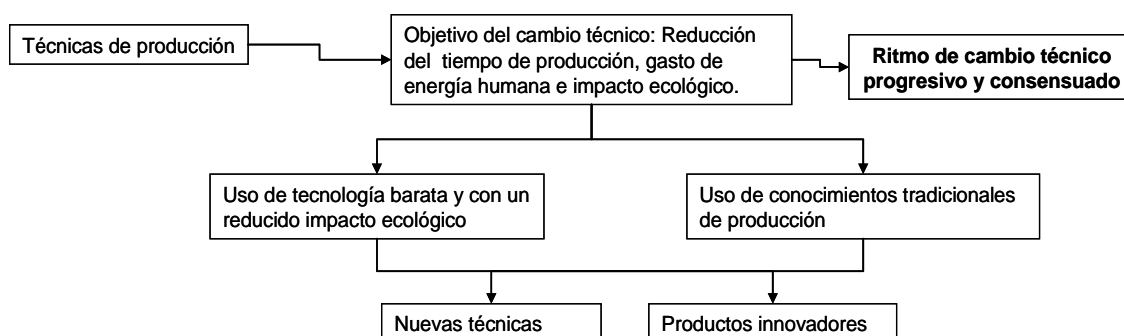 Técnicas de producción
Objetivo del cambio técnico: Reducción
del tiempo de producción, gasto de
energía humana e impacto ecológico.
Ritmo de cambio técnico
progresivo y consensuado
Uso de tecnología barata y con un
reducido impacto ecológico
Uso de conocimientos tradicionales
de producción
Nuevas técnicas
Productos innovadores